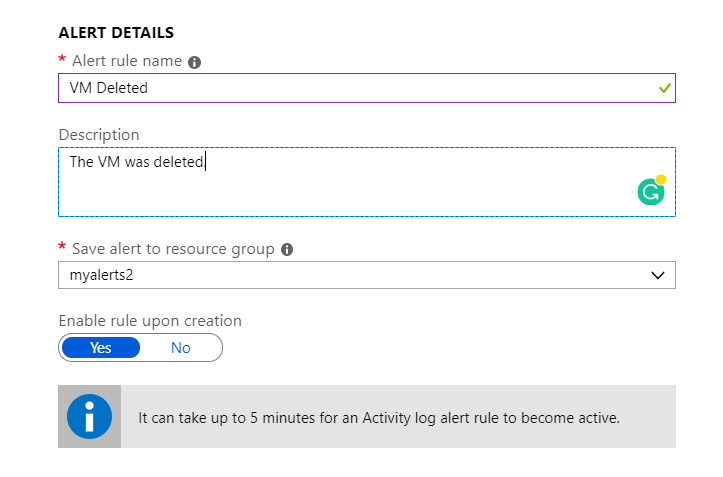 ALERT DETAILS
* Alert rule name
VM Deleted
Description
The VM was deleted.
* Save alert to resource group
myalerts2
Enable rule upon creation
Yes No
It can take up to 5 minutes for an Activity log alert rule to become active.